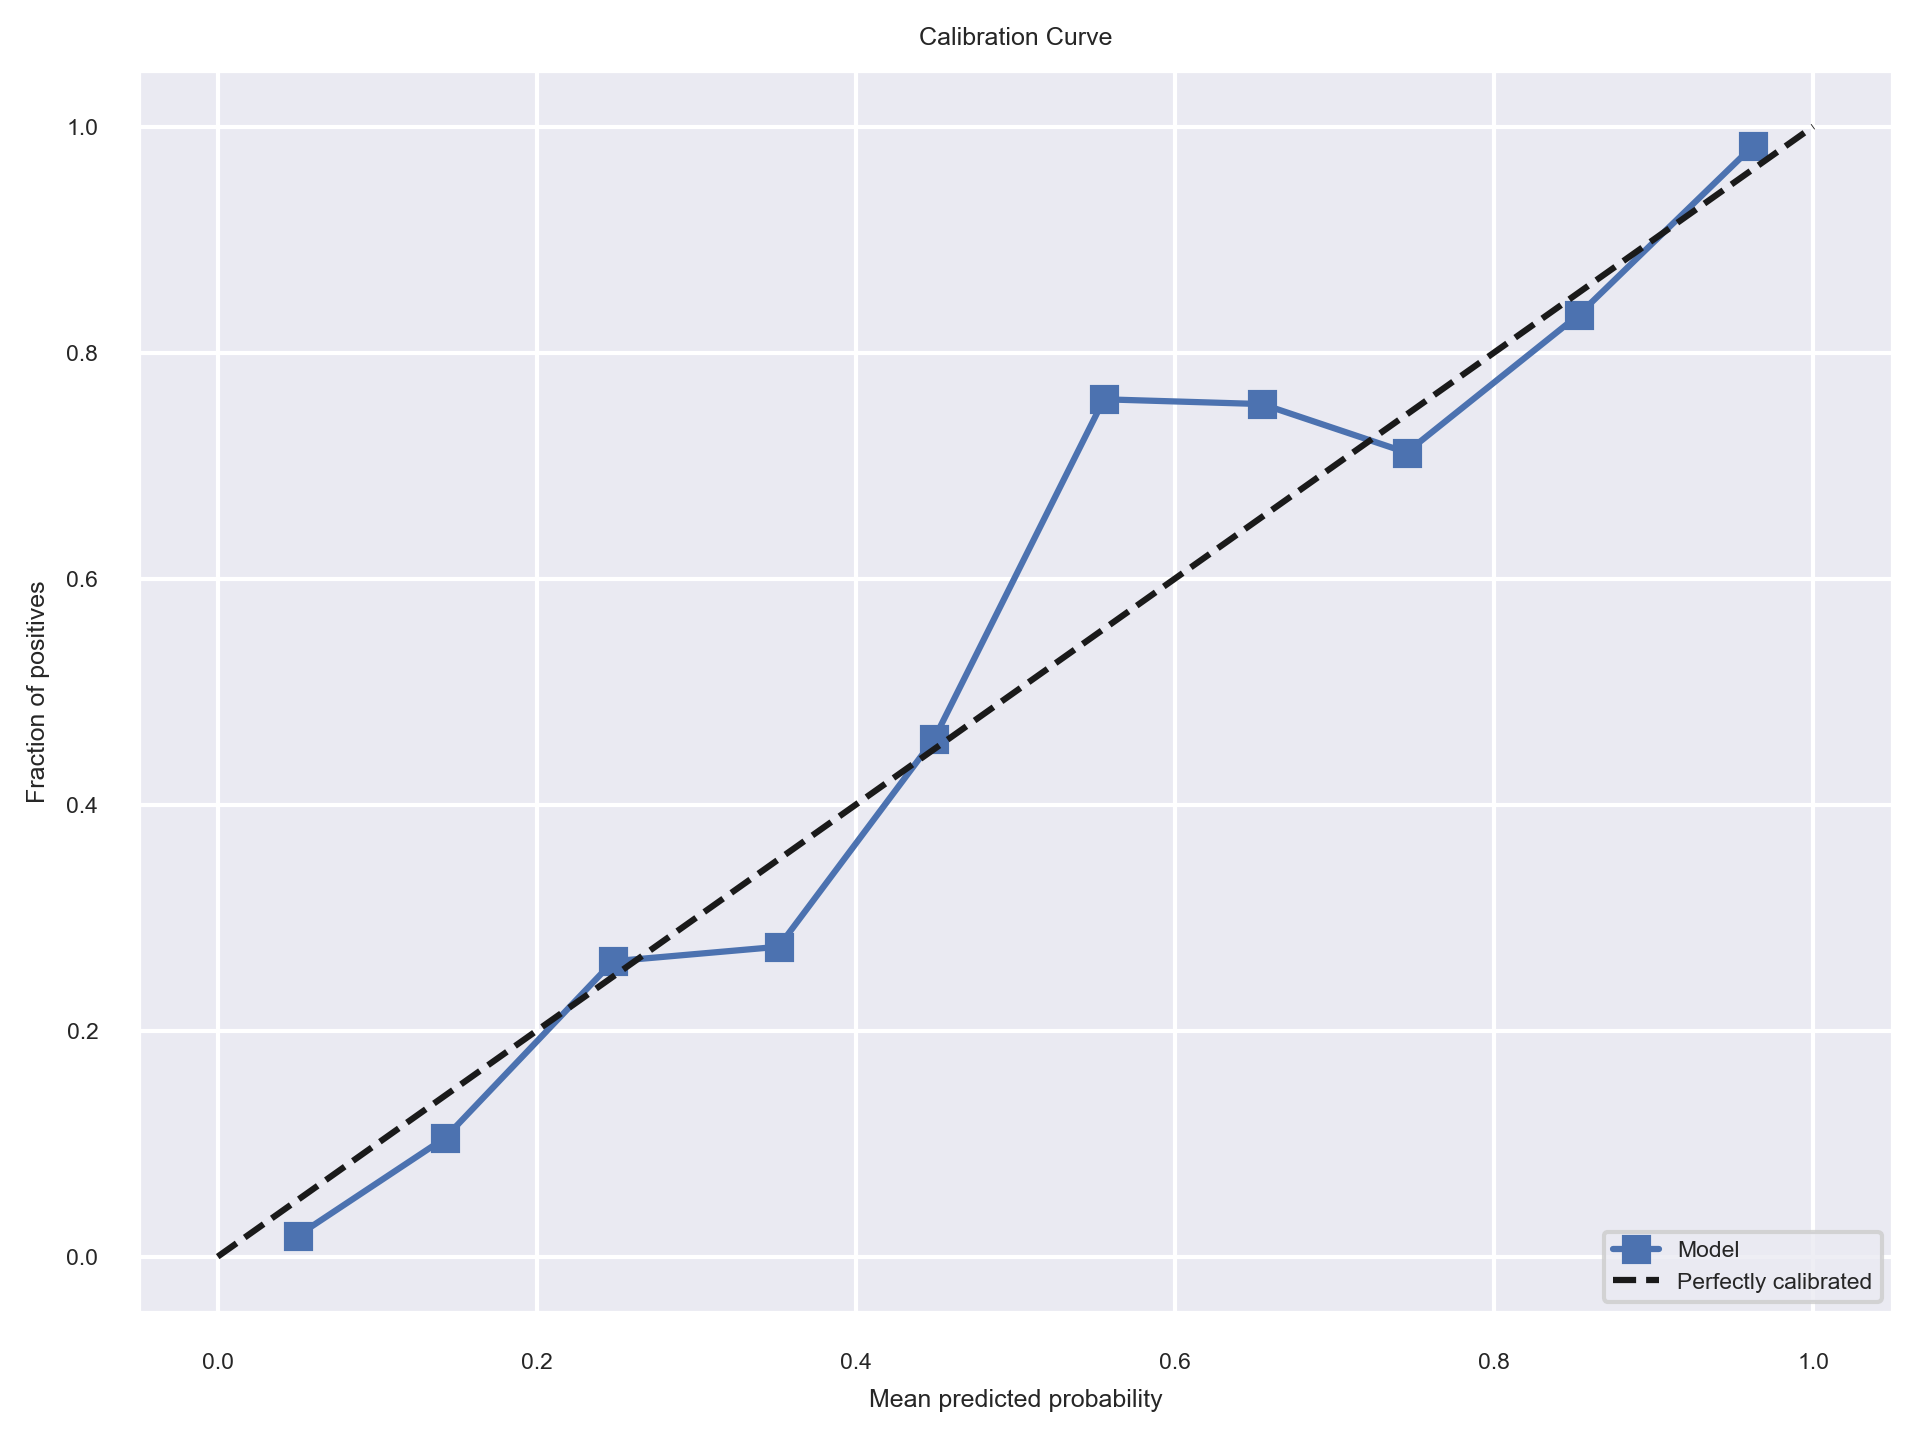 Calibration Curve
1.0
0.8
0.6
0.4
0.2
0.0
Fraction of positives
0.0 0.2 0.4 0.6 0.8 1.0
Mean predicted probability
Model
Perfectly calibrated